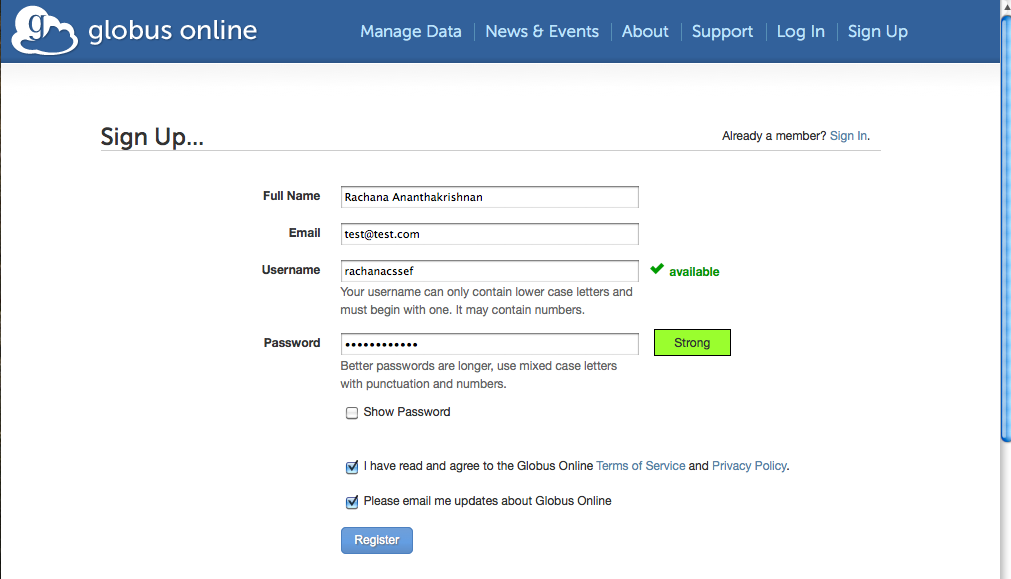 g globus online Manage Data News & Events About Support Log In Sign Up
Sign Up... Already a member? Sign In.
Full Name Rachana Ananthakrishnan
Email test@test.com
Username rachanacssef available
Your username can only contain lower case letters and
must begin with one. It may contain numbers.
Password •••••••••••• Strong
Better passwords are longer, use mixed case letters
with punctuation and numbers.
Show Password
I have read and agree to the Globus Online Terms of Service and Privacy Policy.
Please email me updates about Globus Online
Register